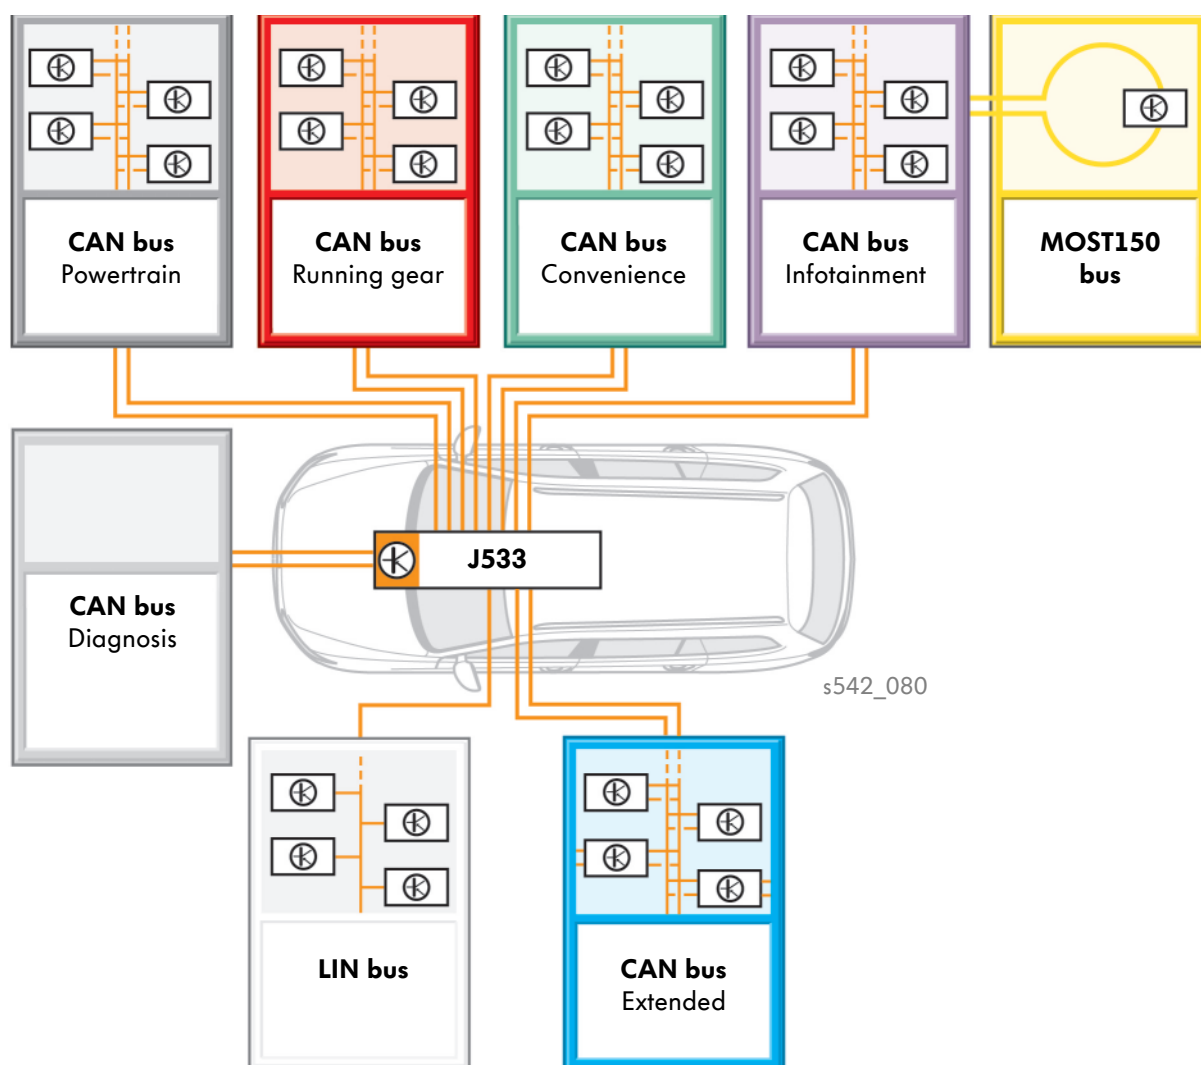 CAN bus
Powertrain
CAN bus
Running gear
CAN bus
Convenience
CAN bus
Infotainment
MOST150
bus
J533
CAN bus
Diagnosis
s542_080
LIN bus
CAN bus
Extended